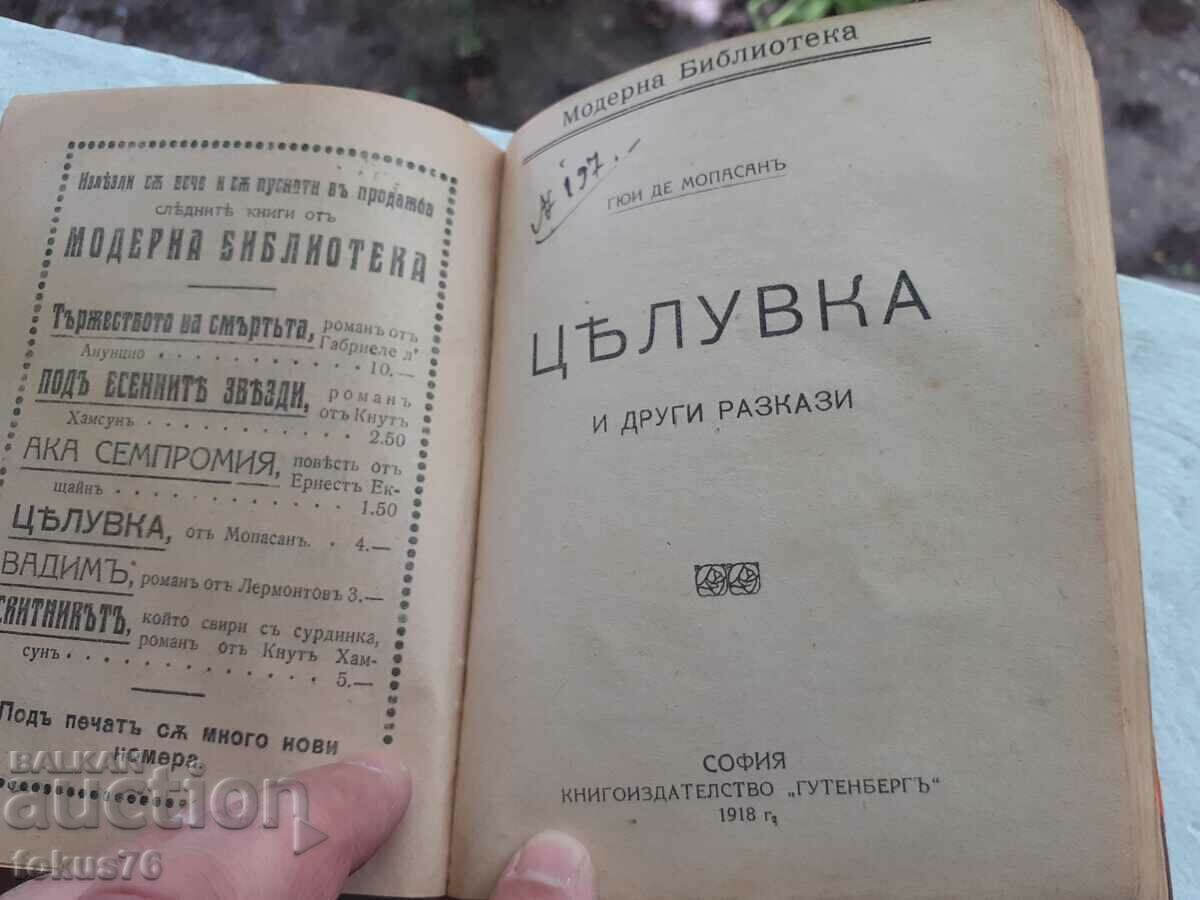 Излѣзли сѫ вече и сѫ пуснати въ продажба
слѣднитѣ книги отъ
МОДЕРНА БИБЛИОТЕКА
Тържеството на смъртьта, романъ отъ
Габриеле д'
Анунцио . . . . . . . . . 10.—
ПОДЪ ЕСЕННИТѢ ЗВѢЗДИ, романъ
отъ Кнутъ
Хамсунъ . . . . . . . . . 2.50
АКА СЕМПРОМИЯ, повѣсть отъ
Ернестъ Ек-
щайнъ . . . . . . . . . . 1.50
ЦѢЛУВКА, отъ Мопасанъ. . 4.—
ВАДИМЪ, романъ отъ Лермонтовъ 3.—
СКИТНИКЪТЪ, който свири съ сурдинка,
романъ отъ Кнутъ Хам-
сунъ . . . . . . . . . . 5.—
Подъ печатъ сѫ много нови
номера.
Модерна Библиотека
№ 197.-
ГЮИ ДЕ МОПАСАНЪ
ЦѢЛУВКА
И ДРУГИ РАЗКАЗИ
СОФИЯ
КНИГОИЗДАТЕЛСТВО „ГУТЕНБЕРГЪ“
1918 г.
BALKAN
auction
fokus76